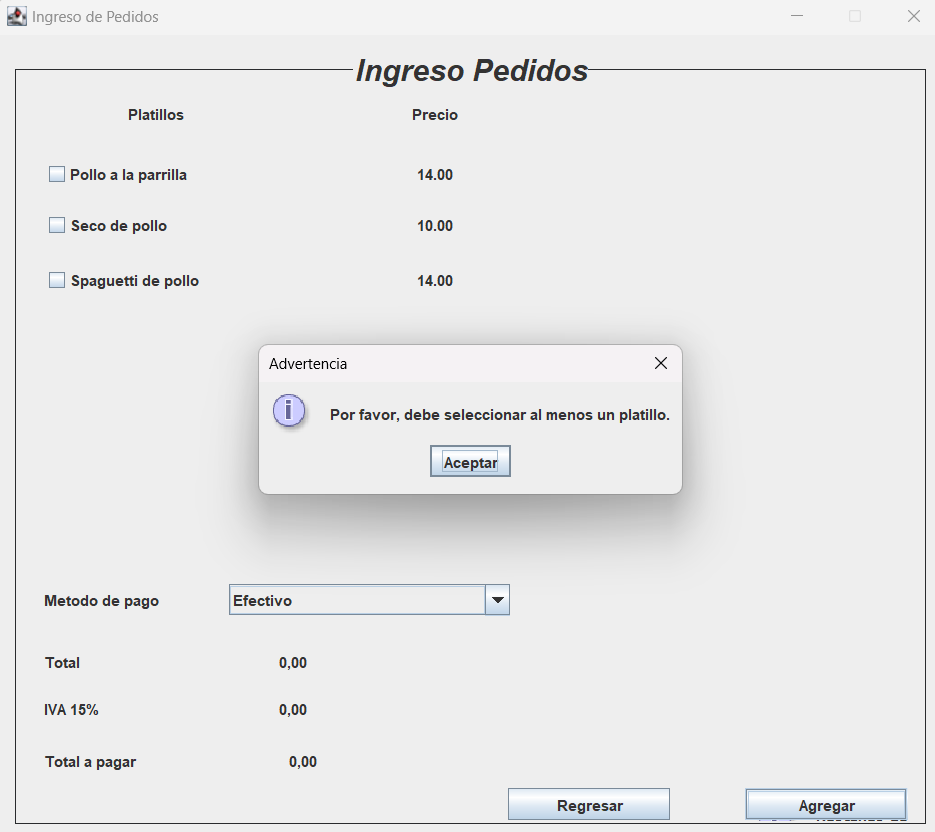 Ingreso de Pedidos
Ingreso Pedidos
Platillos Precio
Pollo a la parrilla 14.00
Seco de pollo 10.00
Spaguetti de pollo 14.00
Advertencia
Por favor, debe seleccionar al menos un platillo.
Aceptar
Metodo de pago Efectivo
Total 0,00
IVA 15% 0,00
Total a pagar 0,00
Regresar Agregar